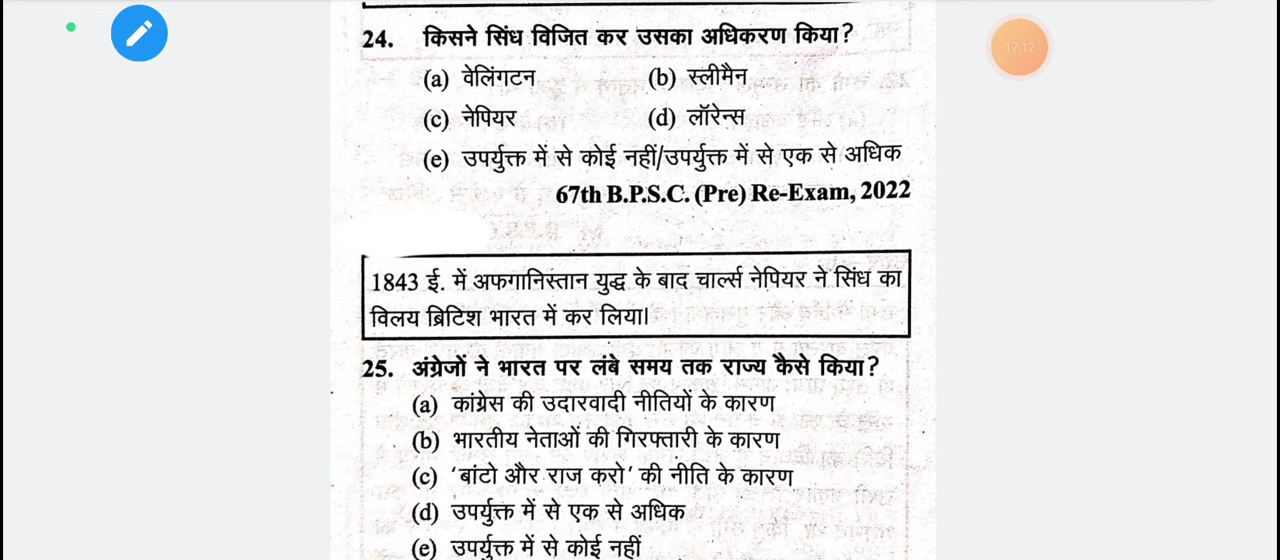 17:12
24. किसने सिंध विजित कर उसका अधिकरण किया?
(a) वेलिंगटन (b) स्लीमैन
(c) नेपियर (d) लॉरेन्स
(e) उपर्युक्त में से कोई नहीं/उपर्युक्त में से एक से अधिक
67th B.P.S.C. (Pre) Re-Exam, 2022
1843 ई. में अफगानिस्तान युद्ध के बाद चार्ल्स नेपियर ने सिंध का
विलय ब्रिटिश भारत में कर लिया।
25. अंग्रेजों ने भारत पर लंबे समय तक राज्य कैसे किया?
(a) कांग्रेस की उदारवादी नीतियों के कारण
(b) भारतीय नेताओं की गिरफ्तारी के कारण
(c) 'बांटो और राज करो' की नीति के कारण
(d) उपर्युक्त में से एक से अधिक
(e) उपर्युक्त में से कोई नहीं